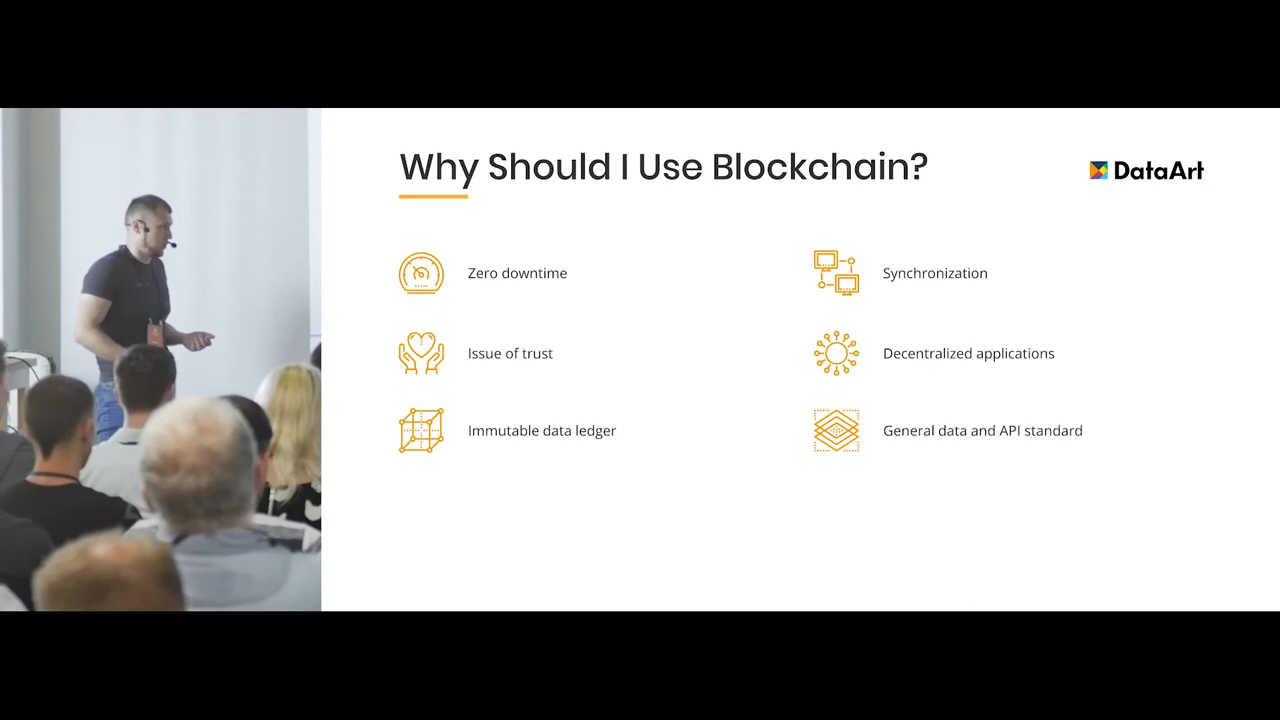 Why Should I Use Blockchain?
DataArt
Zero downtime
Synchronization
Issue of trust
Decentralized applications
Immutable data ledger
General data and API standard